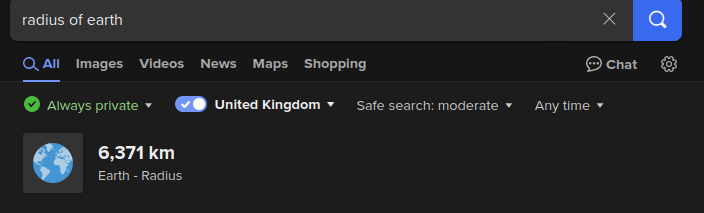 radius of earth
All Images Videos News Maps Shopping Chat
Always private United Kingdom Safe search: moderate Any time
6,371 km
Earth - Radius